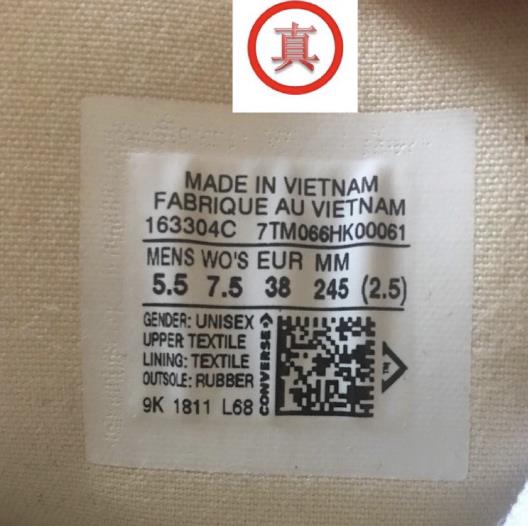 真
MADE IN VIETNAM
FABRIQUE AU VIETNAM
163304C 7TM066HK00061
MENS WO'S EUR MM
5.5 7.5 38 245 (2.5)
GENDER: UNISEX
UPPER TEXTILE
LINING: TEXTILE
OUTSOLE: RUBBER
9K 1811 L68
CONVERSE
TM